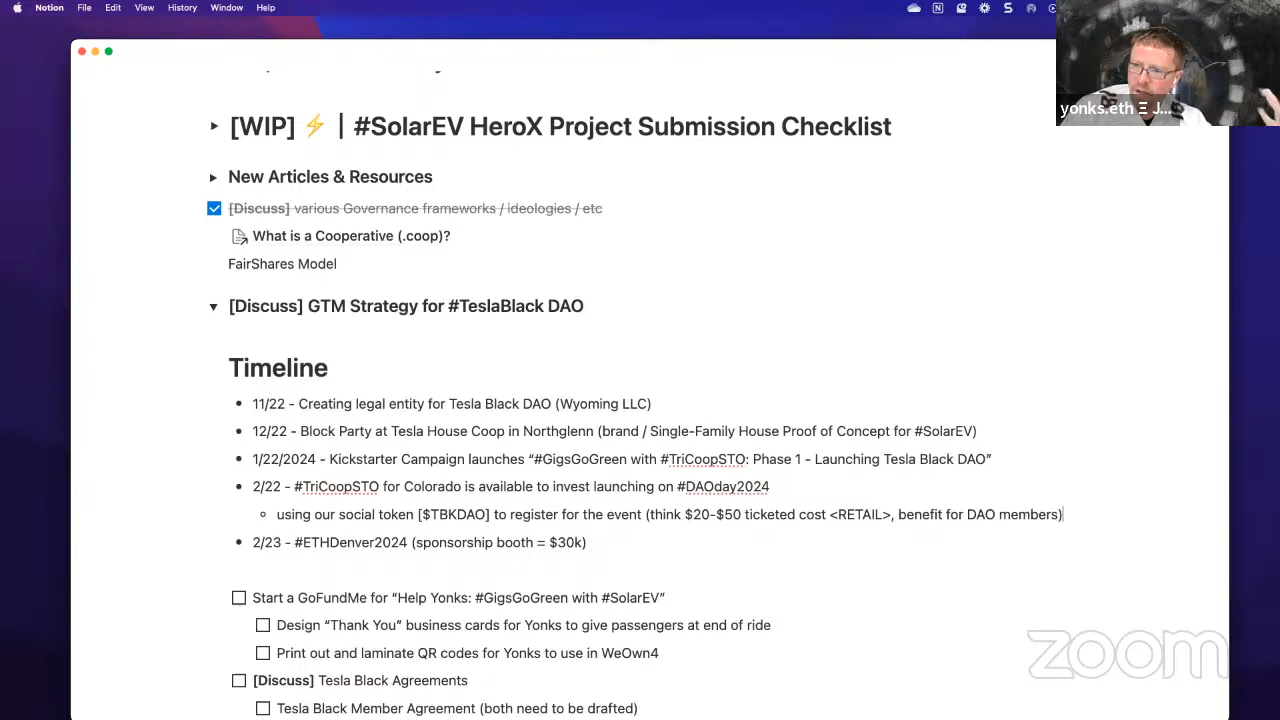 Notion File Edit View History Window Help
yonks.eth Ξ J...
[WIP] ⚡ | #SolarEV HeroX Project Submission Checklist
New Articles & Resources
[Discuss] various Governance frameworks / ideologies / etc
What is a Cooperative (.coop)?
FairShares Model
[Discuss] GTM Strategy for #TeslaBlack DAO
Timeline
11/22 - Creating legal entity for Tesla Black DAO (Wyoming LLC)
12/22 - Block Party at Tesla House Coop in Northglenn (brand / Single-Family House Proof of Concept for #SolarEV)
1/22/2024 - Kickstarter Campaign launches “#GigsGoGreen with #TriCoopSTO: Phase 1 - Launching Tesla Black DAO”
2/22 - #TriCoopSTO for Colorado is available to invest launching on #DAOday2024
using our social token [$TBKDAO] to register for the event (think $20-$50 ticketed cost <RETAIL>, benefit for DAO members)
2/23 - #ETHDenver2024 (sponsorship booth = $30k)
Start a GoFundMe for “Help Yonks: #GigsGoGreen with #SolarEV”
Design “Thank You” business cards for Yonks to give passengers at end of ride
Print out and laminate QR codes for Yonks to use in WeOwn4
[Discuss] Tesla Black Agreements
Tesla Black Member Agreement (both need to be drafted)
zoom